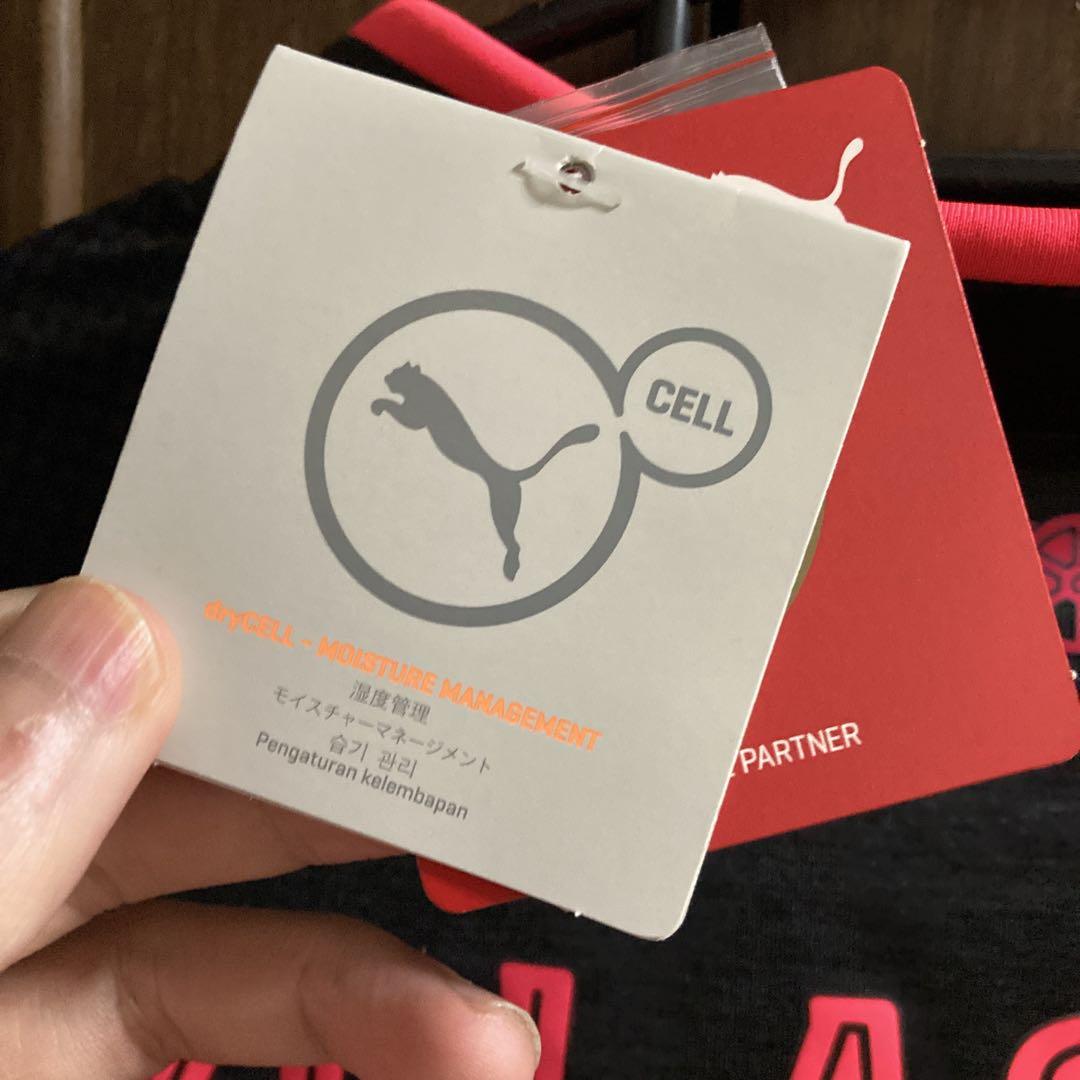 CELL
dryCELL - MOISTURE MANAGEMENT
湿度管理
モイスチャーマネージメント
습기 관리
Pengaturan kelembapan
PARTNER